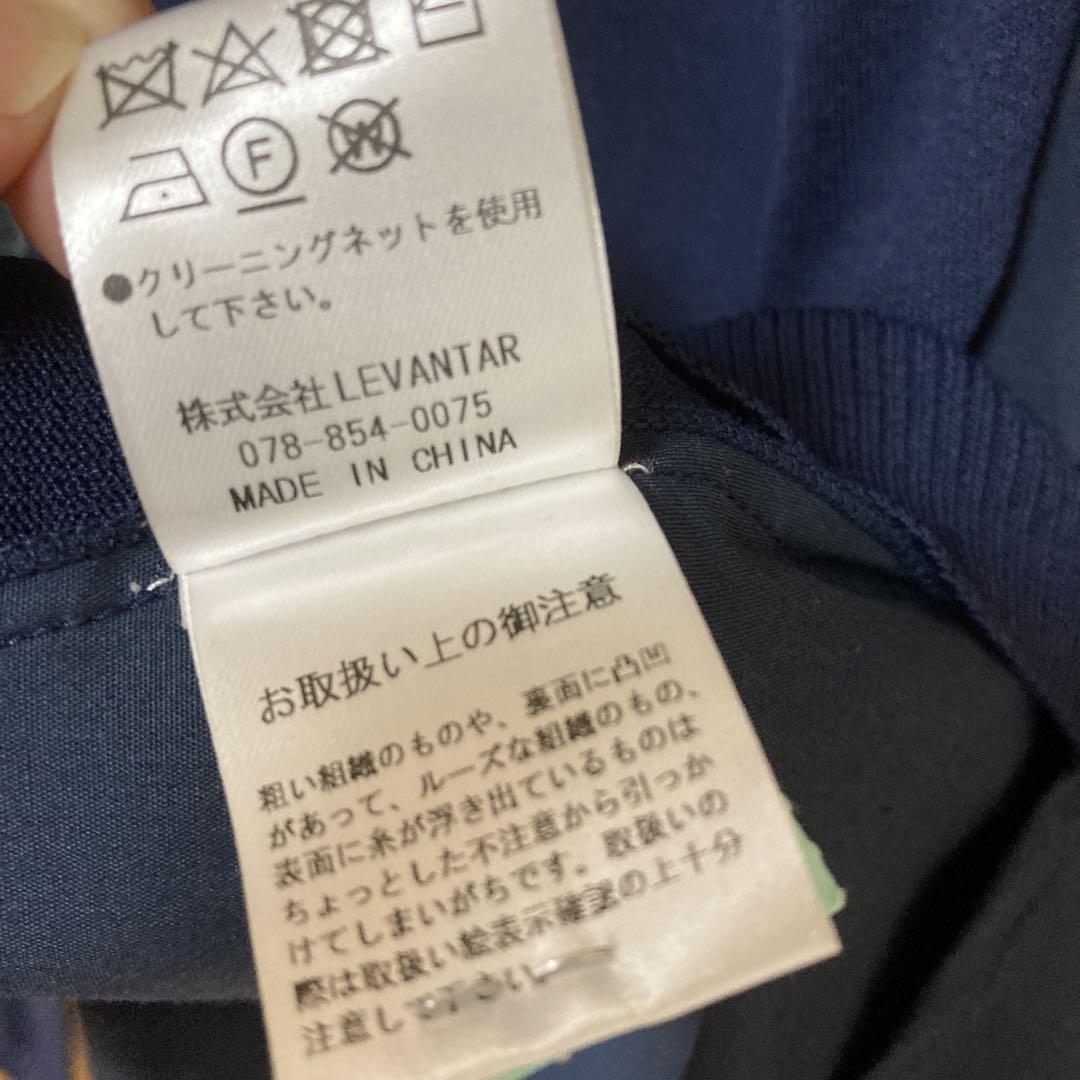 F
W
●クリーニングネットを使用
して下さい。
株式会社LEVANTAR
078-854-0075
MADE IN CHINA
お取扱い上の御注意
粗い組織のものや、裏面に凸凹
があって、ルーズな組織のもの、
表面に糸が浮き出ているものは
ちょっとした不注意から引っか
けてしまいがちです。取扱いの
際は取扱い絵表示確認の上十分
注意して下さい。